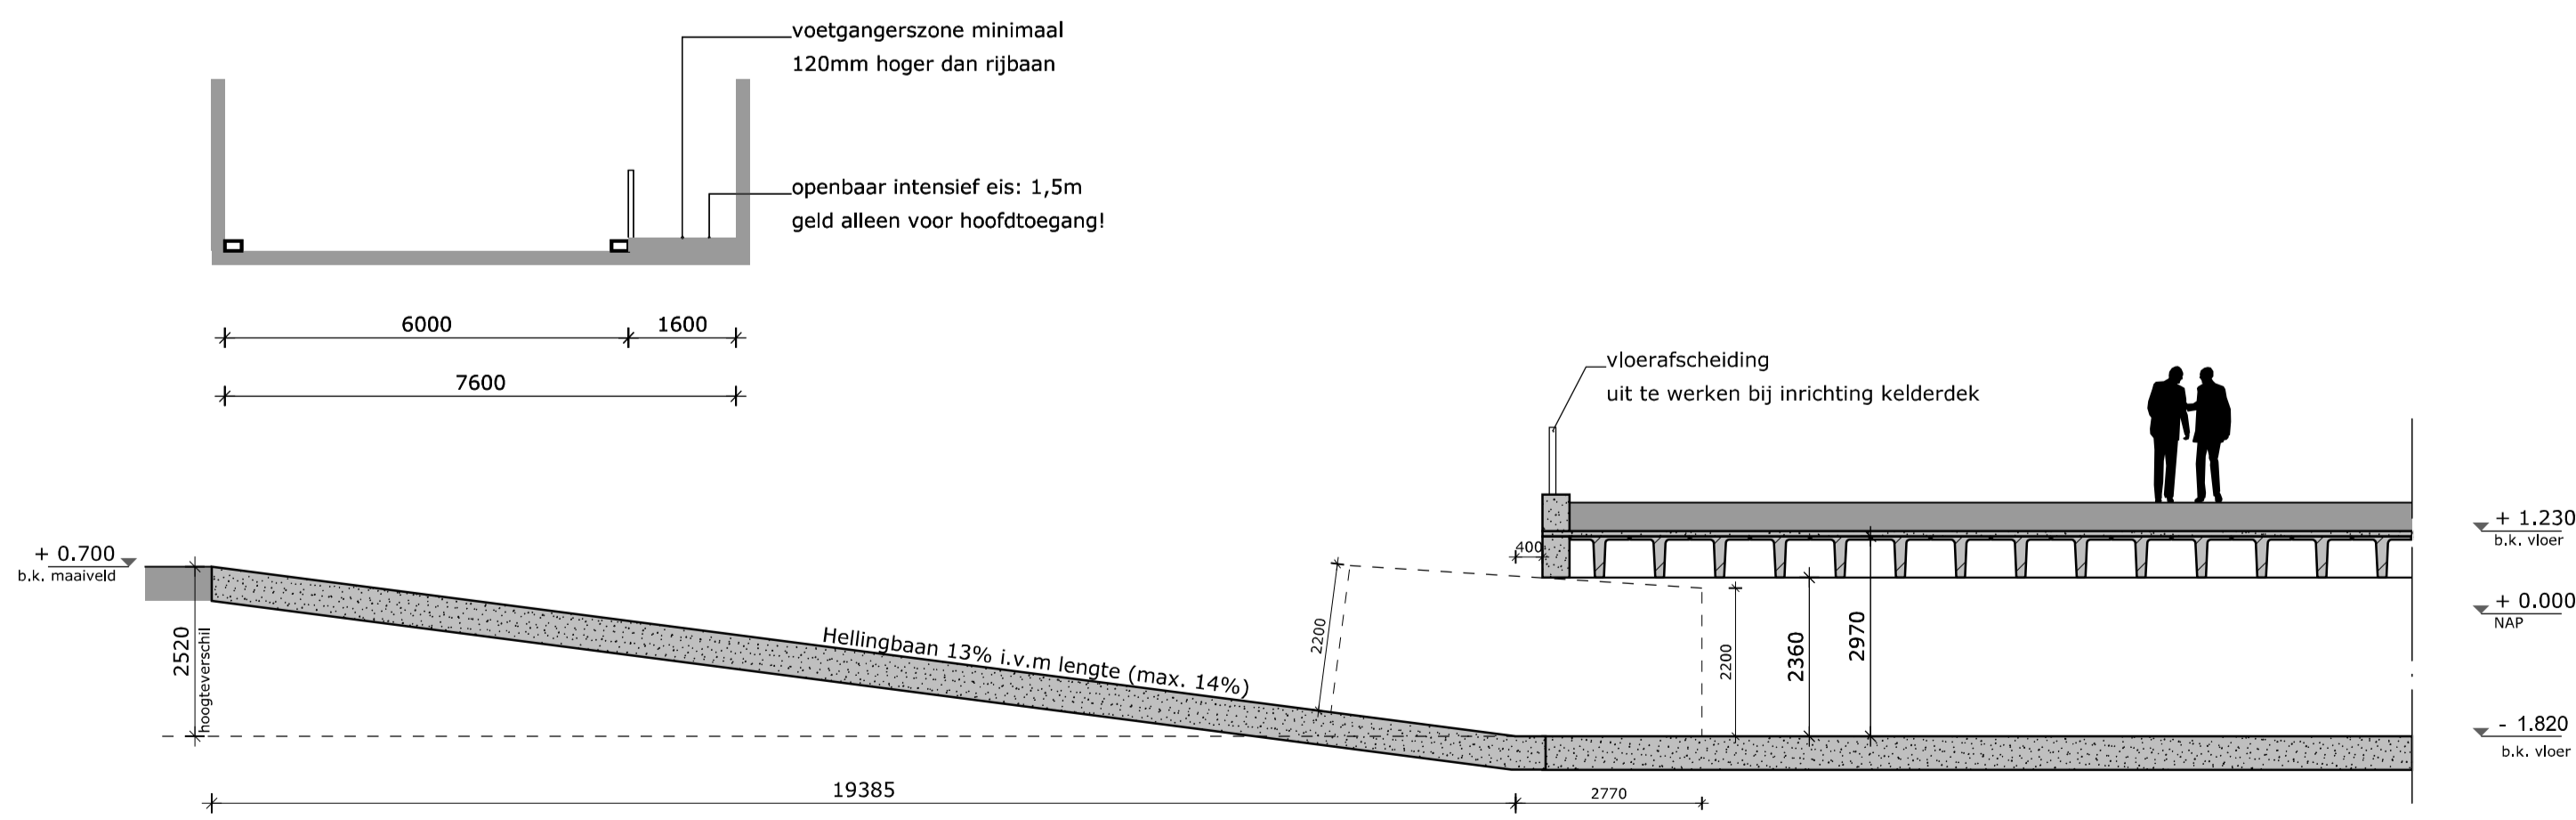 voetgangerszone minimaal
120mm hoger dan rijbaan
openbaar intensief eis: 1,5m
geld alleen voor hoofdtoegang!
6000
1600
7600
vloerafscheiding
uit te werken bij inrichting kelderdek
+ 0.700
b.k. maaiveld
2520
hoogteverschil
Hellingbaan 13% i.v.m lengte (max. 14%)
2200
400
2200
2360
2970
+ 1.230
b.k. vloer
+ 0.000
NAP
- 1.820
b.k. vloer
19385
2770